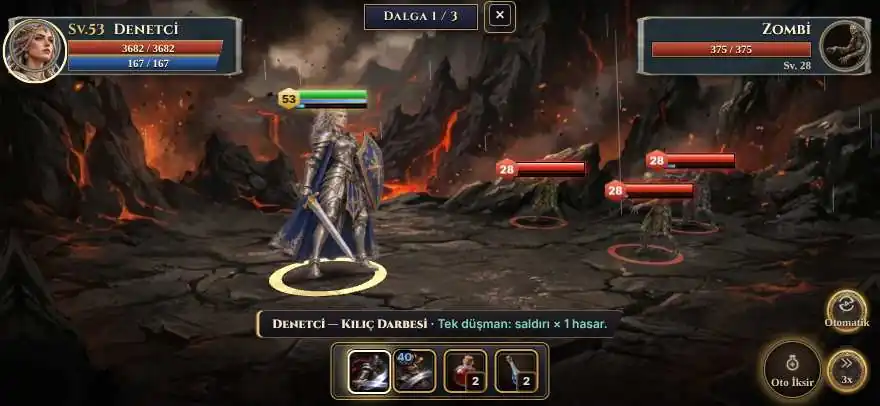 Sv.53 Denetci
3682 / 3682
167 / 167
Dalga 1 / 3
✕
Zombi
375 / 375
Sv. 28
53
28
28
28
Denetci — Kılıç Darbesi · Tek düşman: saldırı × 1 hasar.
40
2
2
Otomatik
Oto İksir
3x